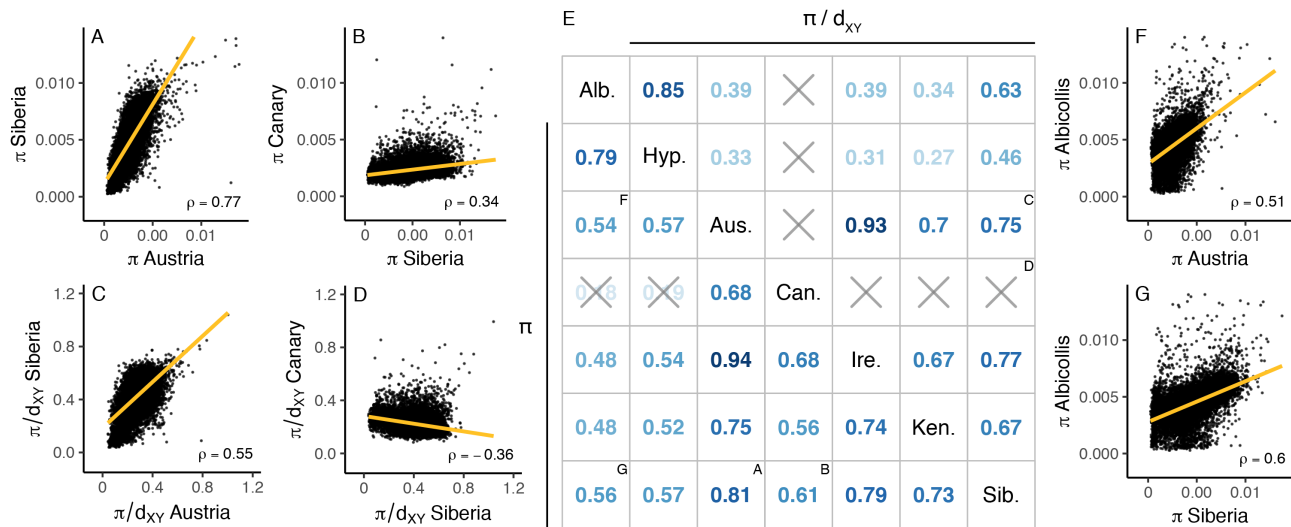 A
π Siberia
0.010
0.005
0.000
ρ = 0.77
0
0.00
0.01
π Austria
B
π Canary
0.010
0.005
0.000
ρ = 0.34
0
0.00
0.01
π Siberia
C
π/dXY Siberia
1.2
0.8
0.4
0.0
ρ = 0.55
0
0.4
0.8
1.2
π/dXY Austria
D
π/dXY Canary
1.2
0.8
0.4
0.0
ρ = − 0.36
0
0.4
0.8
1.2
π/dXY Siberia
E
π / dXY
π
Alb. 0.85 0.39 0.39 0.34 0.63
0.79 Hyp. 0.33 0.31 0.27 0.46
F C
0.54 0.57 Aus. 0.93 0.7 0.75
D
0.68 Can.
0.48 0.54 0.94 0.68 Ire. 0.67 0.77
0.48 0.52 0.75 0.56 0.74 Ken. 0.67
G A B
0.56 0.57 0.81 0.61 0.79 0.73 Sib.
F
π Albicollis
0.010
0.005
0.000
ρ = 0.51
0
0.00
0.01
π Austria
G
π Albicollis
0.010
0.005
0.000
ρ = 0.6
0
0.00
0.01
π Siberia